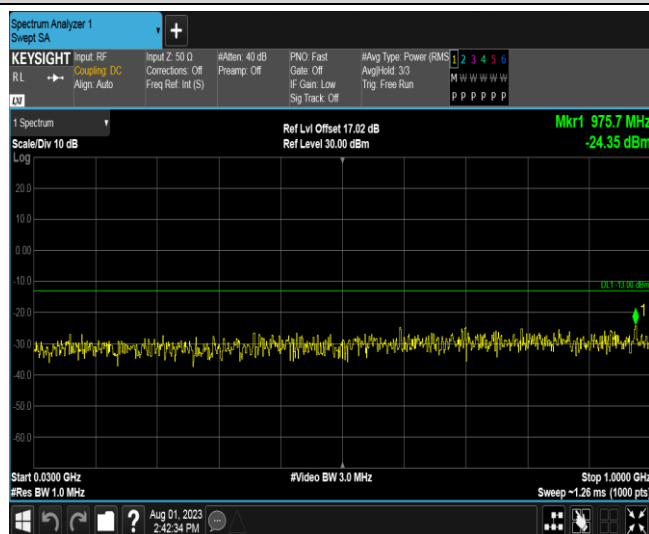 Spectrum Analyzer 1
Swept SA
+
KEYSIGHT
RL
Input: RF
Coupling: DC
Align: Auto
Input Z: 50 Ω
Corrections: Off
Freq Ref: Int (S)
#Atten: 40 dB
Preamp: Off
PNO: Fast
Gate: Off
IF Gain: Low
Sig Track: Off
#Avg Type: Power (RMS
Avg|Hold: 3/3
Trig: Free Run
1 2 3 4 5 6
M W W W W W
P P P P P P
LXI
1 Spectrum
Scale/Div 10 dB
Log
Ref Lvl Offset 17.02 dB
Ref Level 30.00 dBm
Mkr1 975.7 MHz
-24.35 dBm
20.0
10.0
0.00
-10.0
DL1 -13.00 dBm
-20.0
1
-30.0
-40.0
-50.0
-60.0
Start 0.0300 GHz
#Res BW 1.0 MHz
#Video BW 3.0 MHz
Stop 1.0000 GHz
Sweep ~1.26 ms (1000 pts)
?
Aug 01, 2023
2:42:34 PM